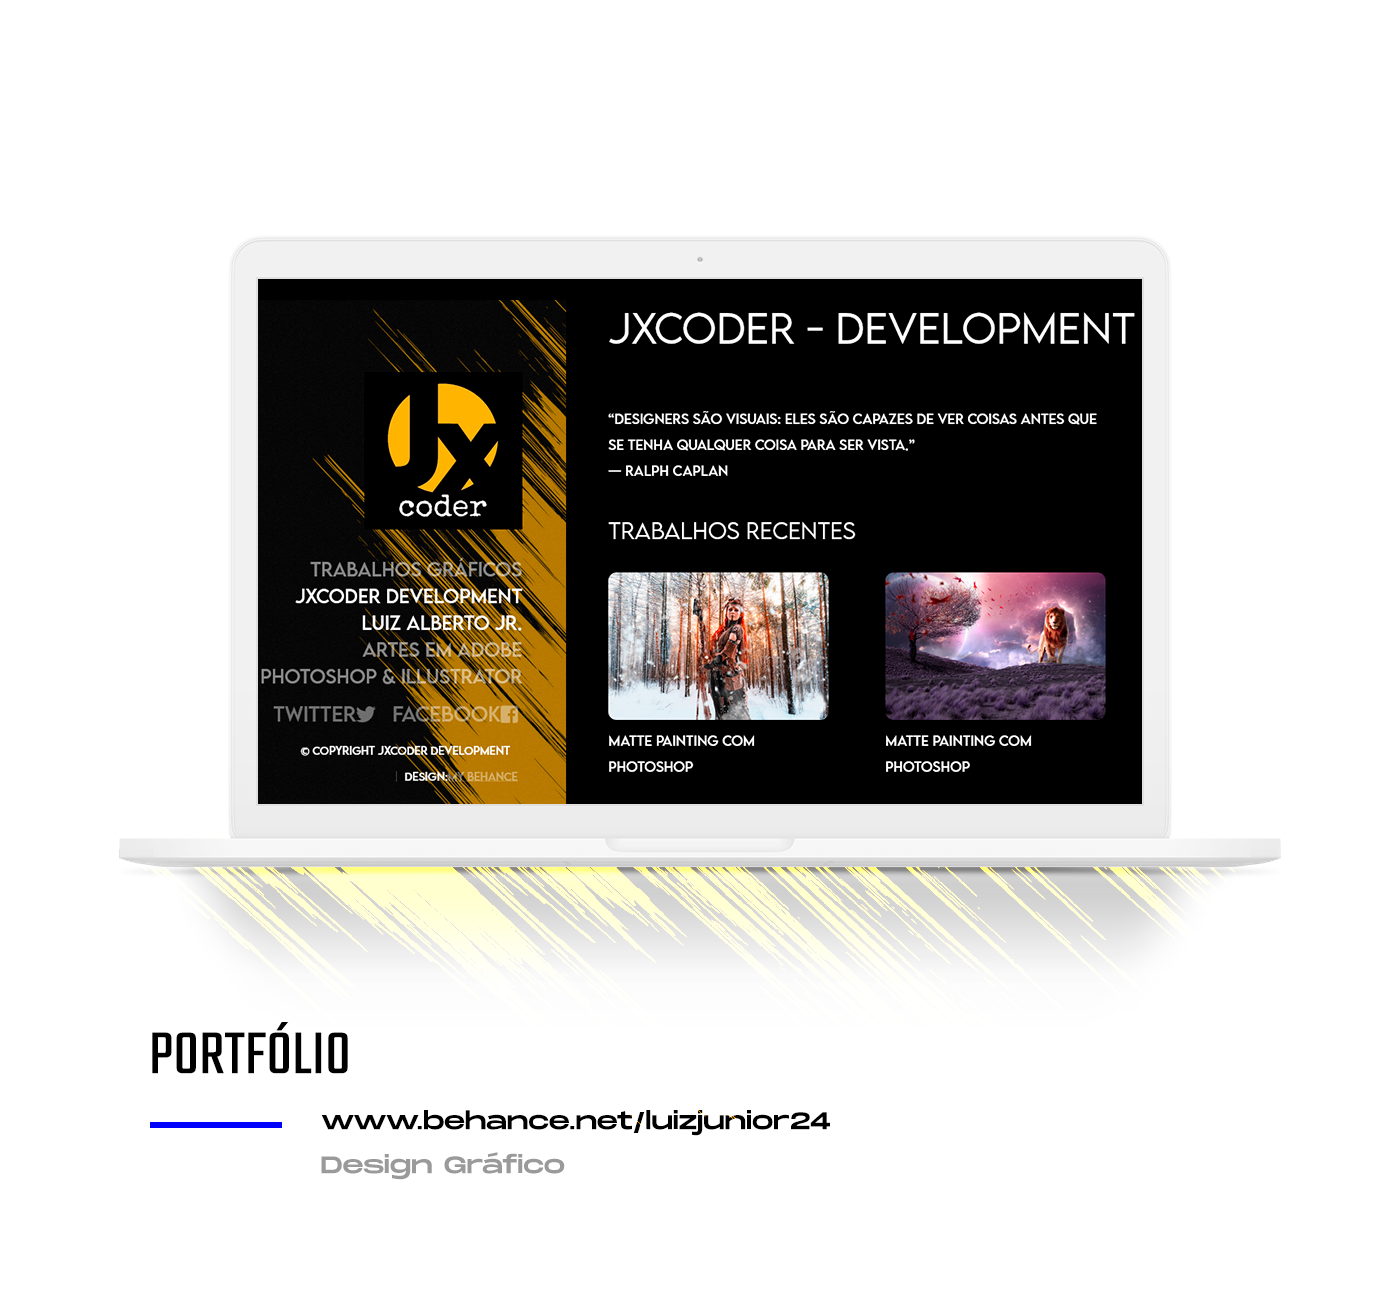 Jx
coder
TRABALHOS GRÁFICOS
JXCODER DEVELOPMENT
LUIZ ALBERTO JR.
ARTES EM ADOBE
PHOTOSHOP & ILLUSTRATOR
TWITTER FACEBOOK
© COPYRIGHT JXCODER DEVELOPMENT
| DESIGN:MY BEHANCE
JXCODER - DEVELOPMENT
“DESIGNERS SÃO VISUAIS: ELES SÃO CAPAZES DE VER COISAS ANTES QUE
SE TENHA QUALQUER COISA PARA SER VISTA.”
— RALPH CAPLAN
TRABALHOS RECENTES
MATTE PAINTING COM
PHOTOSHOP
MATTE PAINTING COM
PHOTOSHOP
PORTFÓLIO
www.behance.net/luizjunior24
Design Gráfico